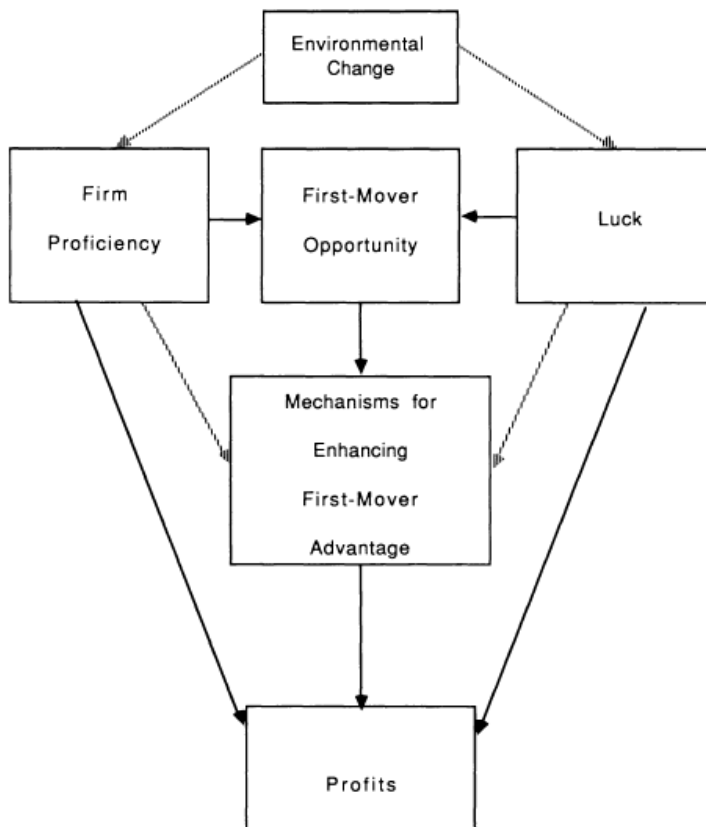 Environmental
Change
Firm
Proficiency
First-Mover
Opportunity
Luck
Mechanisms for
Enhancing
First-Mover
Advantage
Profits